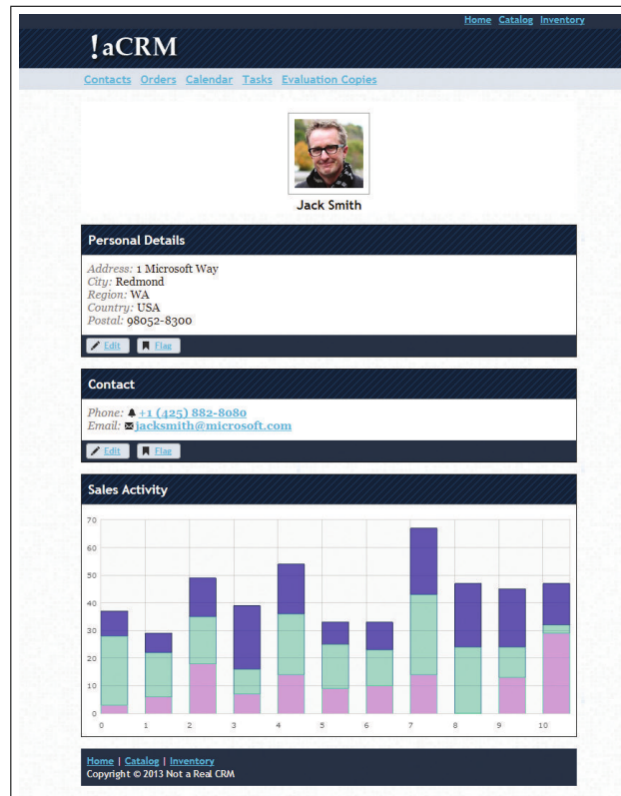 Home Catalog Inventory
!aCRM
Contacts Orders Calendar Tasks Evaluation Copies
Jack Smith
Personal Details
Address: 1 Microsoft Way
City: Redmond
Region: WA
Country: USA
Postal: 98052-8300
Edit Flag
Contact
Phone: +1 (425) 882-8080
Email: jacksmith@microsoft.com
Edit Flag
Sales Activity
70
60
50
40
30
20
10
0
0 1 2 3 4 5 6 7 8 9 10
Home | Catalog | Inventory
Copyright © 2013 Not a Real CRM